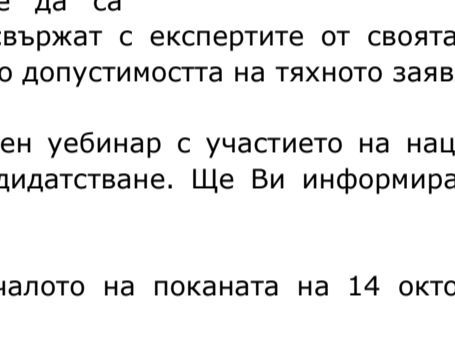 е да са
свържат с експертите от своята
о допустимостта на тяхното заяв
ен уебинар с участието на нац
дидатстване. Ще Ви информира
чалото на поканата на 14 окто